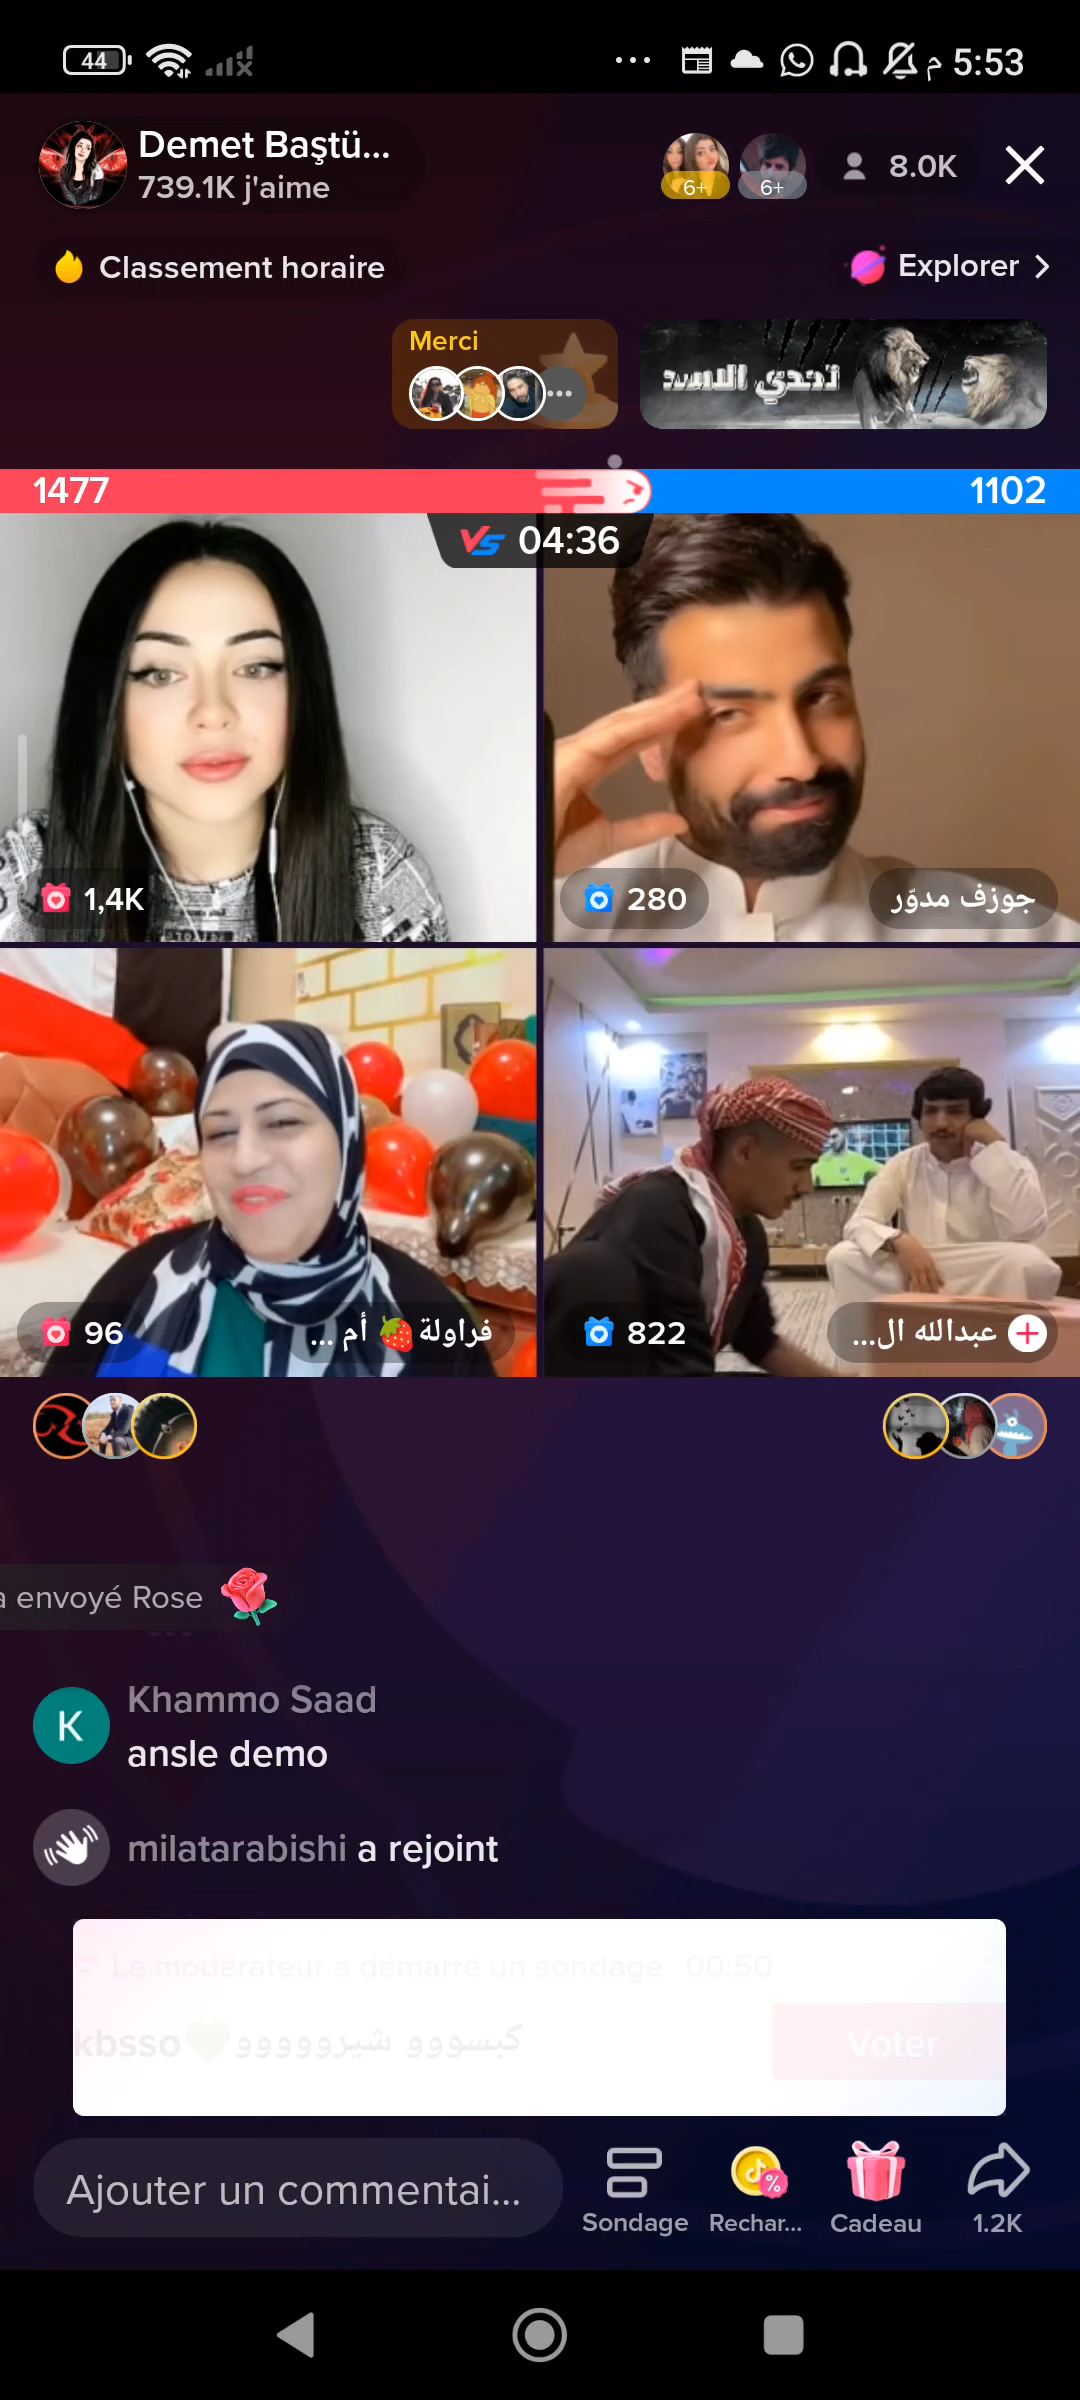 44
م 5:53
Demet Baştü...
739.1K j'aime
6+
6+
8.0K
Classement horaire
Explorer
Merci
تحدي الاسد
1477
1102
VS 04:36
1,4K
280
جوزف مدوّر
96
فراولة🍓 أم ...
822
عبدالله ال...
a envoyé Rose
K
Khammo Saad
ansle demo
milatarabishi a rejoint
Le modérateur a démarré un sondage 00:50
kbsso💚كبسووو شيرووووو
Voter
Ajouter un commentai...
Sondage
Rechar...
Cadeau
1.2K